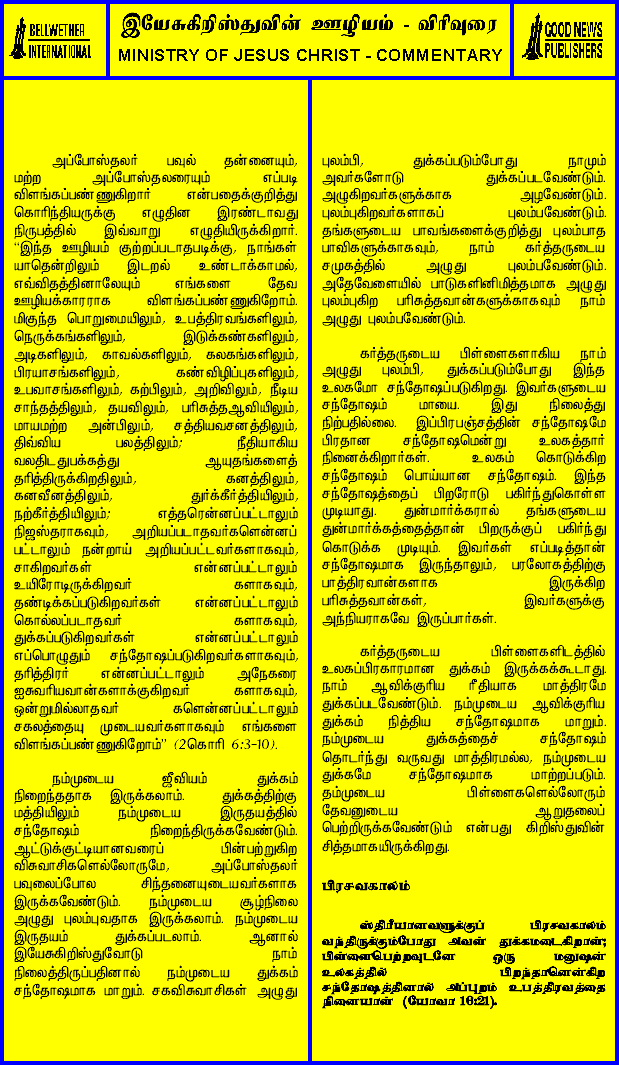 BELLWETHER
INTERNATIONAL
இயேசுகிறிஸ்துவின் ஊழியம் - விரிவுரை
MINISTRY OF JESUS CHRIST - COMMENTARY
GOOD NEWS
PUBLISHERS
அப்போஸ்தலர் பவுல் தன்னையும்,
மற்ற அப்போஸ்தலரையும் எப்படி
விளங்கப்பண்ணுகிறார் என்பதைக்குறித்து
கொரிந்தியருக்கு எழுதின இரண்டாவது
நிருபத்தில் இவ்வாறு எழுதியிருக்கிறார்.
“இந்த ஊழியம் குற்றப்படாதபடிக்கு, நாங்கள்
யாதென்றிலும் இடறல் உண்டாக்காமல்,
எவ்விதத்தினாலேயும் எங்களை தேவ
ஊழியக்காரராக விளங்கப்பண்ணுகிறோம்.
மிகுந்த பொறுமையிலும், உபத்திரவங்களிலும்,
நெருக்கங்களிலும், இடுக்கண்களிலும்,
அடிகளிலும், காவல்களிலும், கலகங்களிலும்,
பிரயாசங்களிலும், கண்விழிப்புகளிலும்,
உபவாசங்களிலும், கற்பிலும், அறிவிலும், நீடிய
சாந்தத்திலும், தயவிலும், பரிசுத்தஆவியிலும்,
மாயமற்ற அன்பிலும், சத்தியவசனத்திலும்,
திவ்விய பலத்திலும்; நீதியாகிய
வலதிடதுபக்கத்து ஆயுதங்களைத்
தரித்திருக்கிறதிலும், கனத்திலும்,
கனவீனத்திலும், துர்க்கீர்த்தியிலும்,
நற்கீர்த்தியிலும்; எத்தரென்னப்பட்டாலும்
நிஜஸ்தராகவும், அறியப்படாதவர்களென்னப்
பட்டாலும் நன்றாய் அறியப்பட்டவர்களாகவும்,
சாகிறவர்கள் என்னப்பட்டாலும்
உயிரோடிருக்கிறவர் களாகவும்,
தண்டிக்கப்படுகிறவர்கள் என்னப்பட்டாலும்
கொல்லப்படாதவர் களாகவும்,
துக்கப்படுகிறவர்கள் என்னப்பட்டாலும்
எப்பொழுதும் சந்தோஷப்படுகிறவர்களாகவும்,
தரித்திரர் என்னப்பட்டாலும் அநேகரை
ஐசுவரியவான்களாக்குகிறவர் களாகவும்,
ஒன்றுமில்லாதவர் களென்னப்பட்டாலும்
சகலத்தையு முடையவர்களாகவும் எங்களை
விளங்கப்பண்ணுகிறோம்” (2கொரி 6:3-10).
நம்முடைய ஜீவியம் துக்கம்
நிறைந்ததாக இருக்கலாம். துக்கத்திற்கு
மத்தியிலும் நம்முடைய இருதயத்தில்
சந்தோஷம் நிறைந்திருக்கவேண்டும்.
ஆட்டுக்குட்டியானவரைப் பின்பற்றுகிற
விசுவாசிகளெல்லோருமே, அப்போஸ்தலர்
பவுலைப்போல சிந்தனையுடையவர்களாக
இருக்கவேண்டும். நம்முடைய சூழ்நிலை
அழுது புலம்புவதாக இருக்கலாம். நம்முடைய
இருதயம் துக்கப்படலாம். ஆனால்
இயேசுகிறிஸ்துவோடு நாம்
நிலைத்திருப்பதினால் நம்முடைய துக்கம்
சந்தோஷமாக மாறும். சகவிசுவாசிகள் அழுது
புலம்பி, துக்கப்படும்போது நாமும்
அவர்களோடு துக்கப்படவேண்டும்.
அழுகிறவர்களுக்காக அழவேண்டும்.
புலம்புகிறவர்களுக்காகப் புலம்பவேண்டும்.
தங்களுடைய பாவங்களைக்குறித்து புலம்பாத
பாவிகளுக்காகவும், நாம் கர்த்தருடைய
சமுகத்தில் அழுது புலம்பவேண்டும்.
அதேவேளையில் பாடுகளினிமித்தமாக அழுது
புலம்புகிற பரிசுத்தவான்களுக்காகவும் நாம்
அழுது புலம்பவேண்டும்.
கர்த்தருடைய பிள்ளைகளாகிய நாம்
அழுது புலம்பி, துக்கப்படும்போது இந்த
உலகமோ சந்தோஷப்படுகிறது. இவர்களுடைய
சந்தோஷம் மாயை. இது நிலைத்து
நிற்பதில்லை. இப்பிரபஞ்சத்தின் சந்தோஷமே
பிரதான சந்தோஷமென்று உலகத்தார்
நினைக்கிறார்கள். உலகம் கொடுக்கிற
சந்தோஷம் பொய்யான சந்தோஷம். இந்த
சந்தோஷத்தைப் பிறரோடு பகிர்ந்துகொள்ள
முடியாது. துன்மார்க்கரால் தங்களுடைய
துன்மார்க்கத்தைத்தான் பிறருக்குப் பகிர்ந்து
கொடுக்க முடியும். இவர்கள் எப்படித்தான்
சந்தோஷமாக இருந்தாலும், பரலோகத்திற்கு
பாத்திரவான்களாக இருக்கிற
பரிசுத்தவான்கள், இவர்களுக்கு
அந்நியராகவே இருப்பார்கள்.
கர்த்தருடைய பிள்ளைகளிடத்தில்
உலகப்பிரகாரமான துக்கம் இருக்கக்கூடாது.
நாம் ஆவிக்குரிய ரீதியாக மாத்திரமே
துக்கப்படவேண்டும். நம்முடைய ஆவிக்குரிய
துக்கம் நித்திய சந்தோஷமாக மாறும்.
நம்முடைய துக்கத்தைச் சந்தோஷம்
தொடர்ந்து வருவது மாத்திரமல்ல, நம்முடைய
துக்கமே சந்தோஷமாக மாற்றப்படும்.
தம்முடைய பிள்ளைகளெல்லோரும்
தேவனுடைய ஆறுதலைப்
பெற்றிருக்கவேண்டும் என்பது கிறிஸ்துவின்
சித்தமாகயிருக்கிறது.
பிரசவகாலம்
ஸ்திரீயானவளுக்குப் பிரசவகாலம்
வந்திருக்கும்போது அவள் துக்கமடைகிறாள்;
பிள்ளைபெற்றவுடனே ஒரு மனுஷன்
உலகத்தில் பிறந்தானென்கிற
சந்தோஷத்தினால் அப்புறம் உபத்திரவத்தை
நினையாள் (யோவா 16:21).